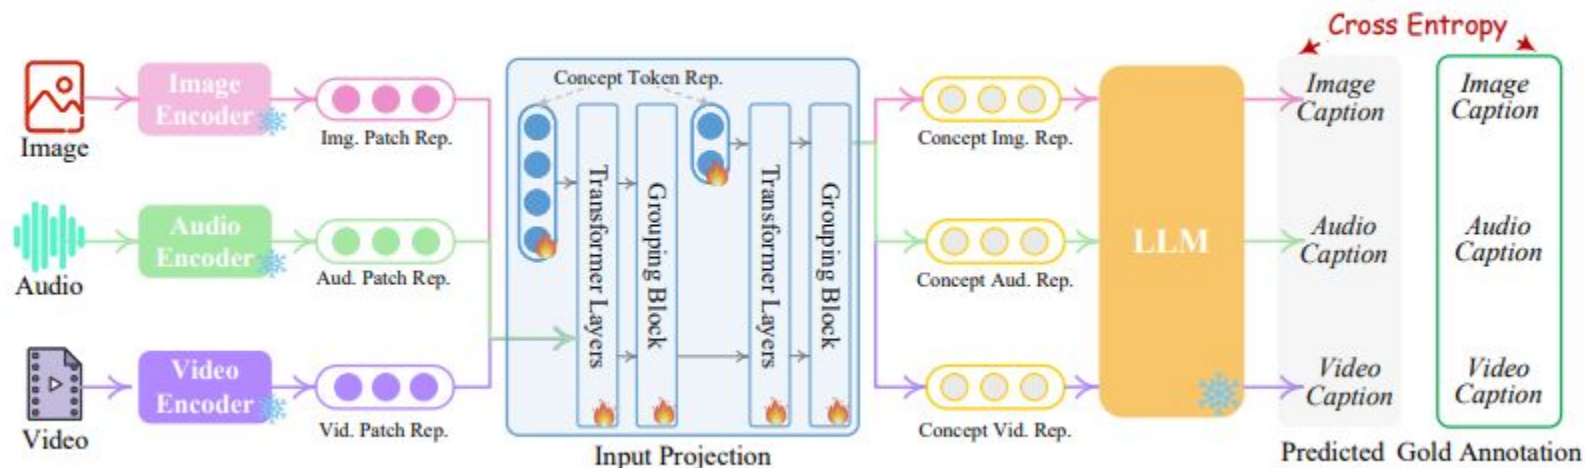 Cross Entropy
Image
Image
Encoder
Img. Patch Rep.
Audio
Audio
Encoder
Aud. Patch Rep.
Video
Video
Encoder
Vid. Patch Rep.
Concept Token Rep.
Transformer Layers
Grouping Block
Transformer Layers
Grouping Block
Input Projection
Concept Img. Rep.
Concept Aud. Rep.
Concept Vid. Rep.
LLM
Image
Caption
Audio
Caption
Video
Caption
Predicted
Image
Caption
Audio
Caption
Video
Caption
Gold Annotation